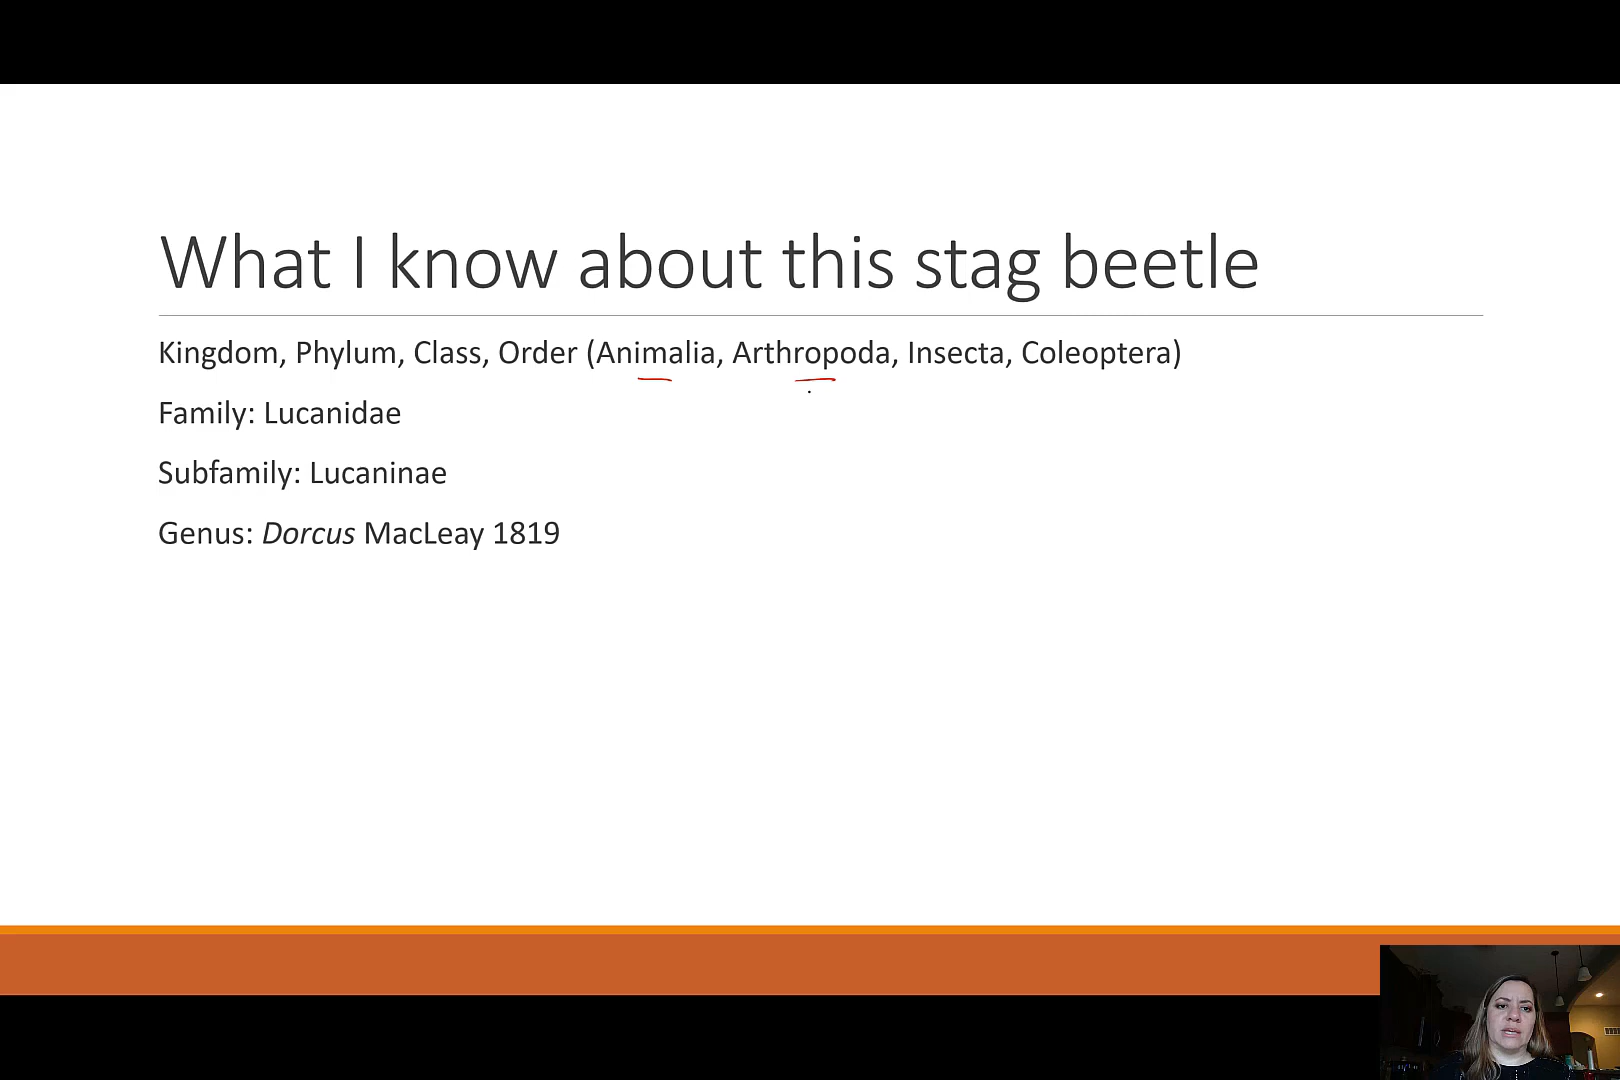 What I know about this stag beetle
Kingdom, Phylum, Class, Order (Animalia, Arthropoda, Insecta, Coleoptera)
Family: Lucanidae
Subfamily: Lucaninae
Genus: Dorcus MacLeay 1819